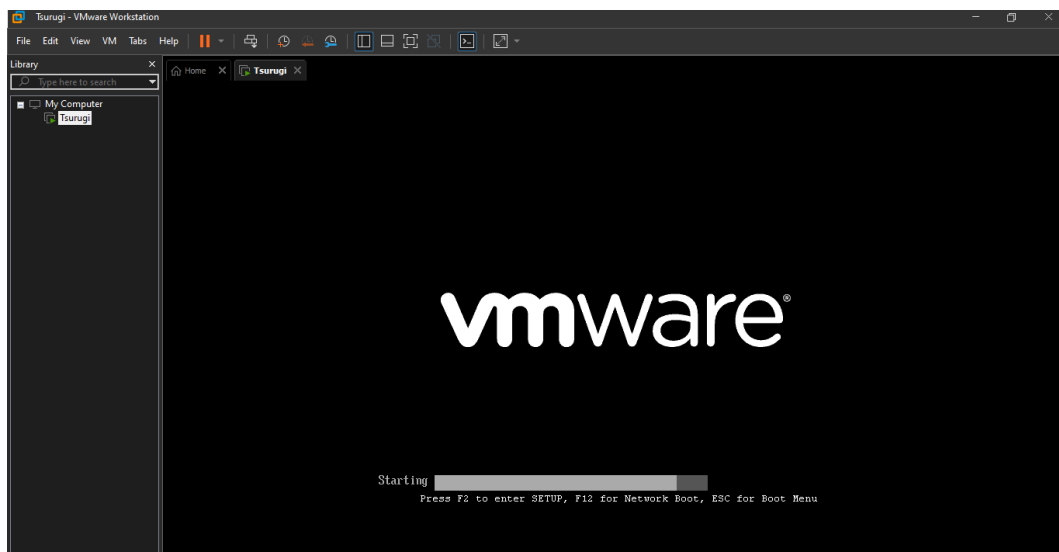 Tsurugi - VMware Workstation
File Edit View VM Tabs Help
Library
Type here to search
My Computer
Tsurugi
Home
Tsurugi
vmware®
Starting
Press F2 to enter SETUP, F12 for Network Boot, ESC for Boot Menu